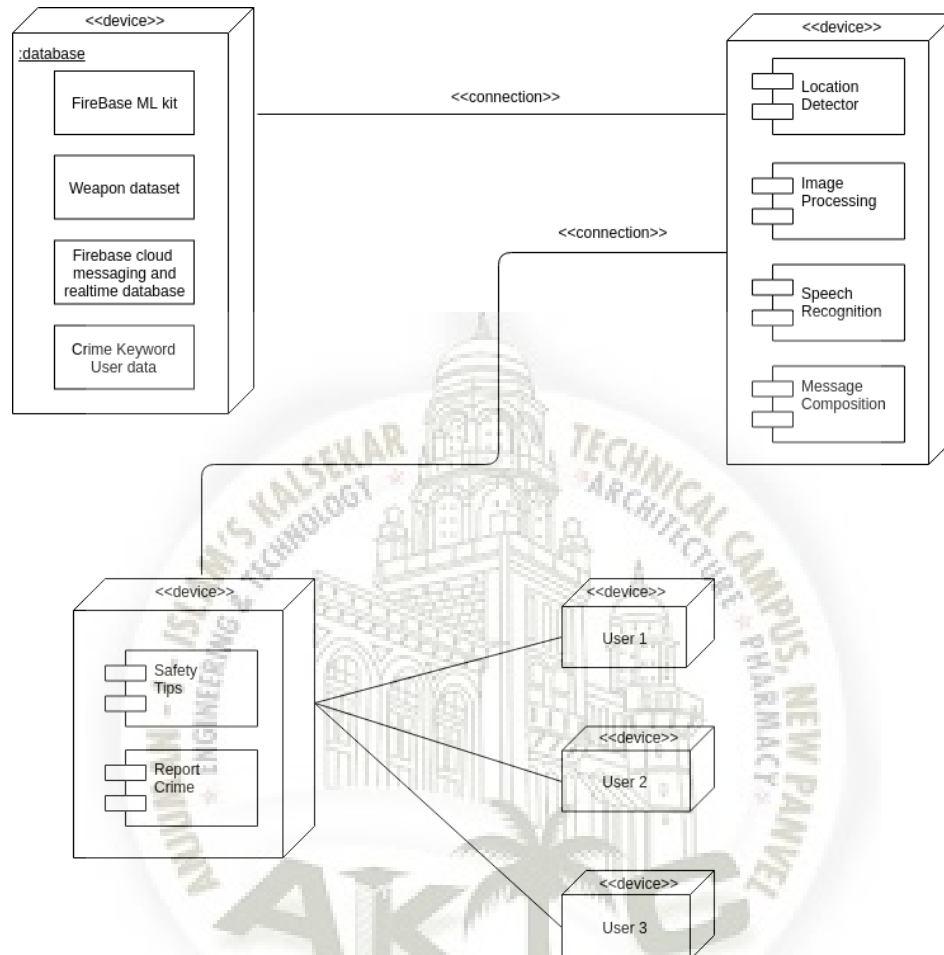 <<device>>
:database
FireBase ML kit
Weapon dataset
Firebase cloud
messaging and
realtime database
Crime Keyword
User data
<<connection>>
<<connection>>
<<device>>
Location
Detector
Image
Processing
Speech
Recognition
Message
Composition
<<device>>
Safety
Tips
Report
Crime
<<device>>
User 1
<<device>>
User 2
<<device>>
User 3
ANJUMAN-I-ISLAM'S KALSEKAR TECHNICAL CAMPUS, NEW PANVEL
ENGINEERING & TECHNOLOGY ★ ARCHITECTURE ★ PHARMACY
AKTC